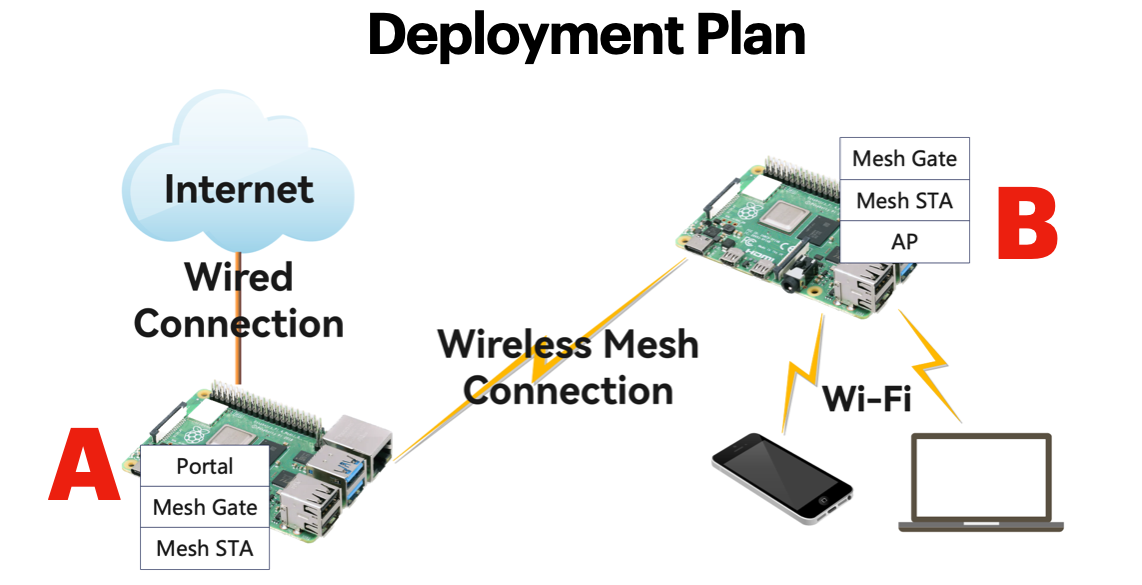 Deployment Plan
Internet
Wired
Connection
Mesh Gate
Mesh STA
AP
B
Wireless Mesh
Connection
Wi-Fi
A
Portal
Mesh Gate
Mesh STA
HDMI